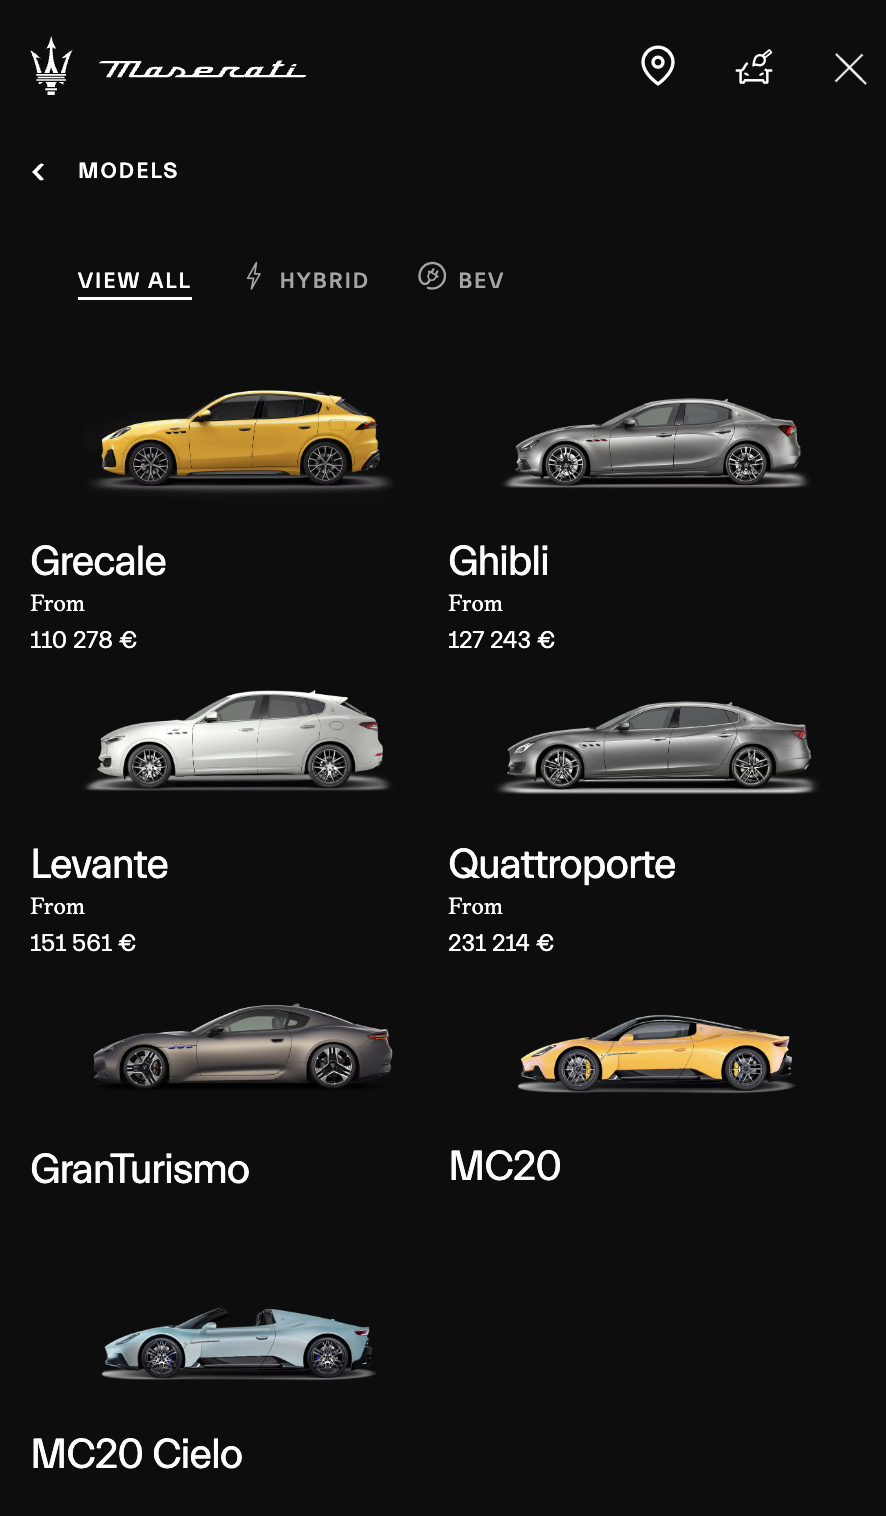 Maserati
MODELS
VIEW ALL
HYBRID
BEV
Grecale
From
110 278 €
Ghibli
From
127 243 €
Levante
From
151 561 €
Quattroporte
From
231 214 €
GranTurismo
MC20
MC20 Cielo